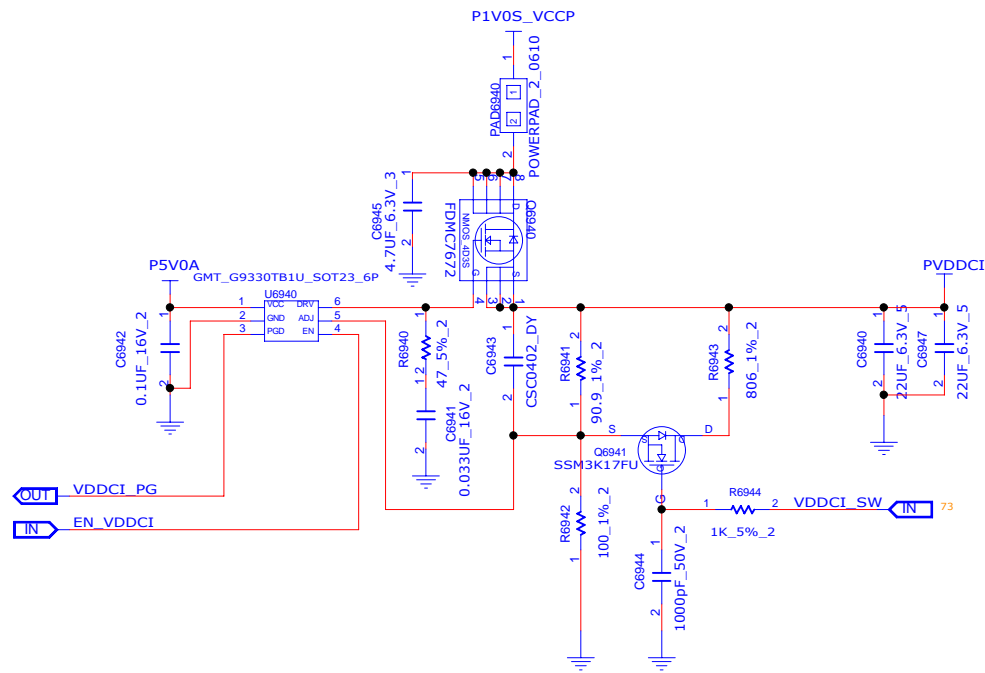 P1V0S_VCCP
1
PAD6940
1
2
POWERPAD_2_0610
2
1
C6945
4.7UF_6.3V_3
2
5
6
7
8
D
Q6940
NMOS_4D3S
FDMC7672
G
S
4
3
2
1
P5V0A
GMT_G9330TB1U_SOT23_6P
U6940
1
VCC
DRV
6
2
GND
ADJ
5
3
PGD
EN
4
PVDDCI
1
C6942
0.1UF_16V_2
2
1
R6940
47_5%_2
2
1
C6941
0.033UF_16V_2
2
1
C6943
CSC0402_DY
2
2
R6941
90.9_1%_2
1
2
R6943
806_1%_2
1
1
C6940
22UF_6.3V_5
2
1
C6947
22UF_6.3V_5
2
S
D
S
D
G
Q6941
SSM3K17FU
G
2
R6942
100_1%_2
1
R6944
1
2
1K_5%_2
VDDCI_SW
IN
73
1
C6944
1000pF_50V_2
2
OUT
VDDCI_PG
IN
EN_VDDCI